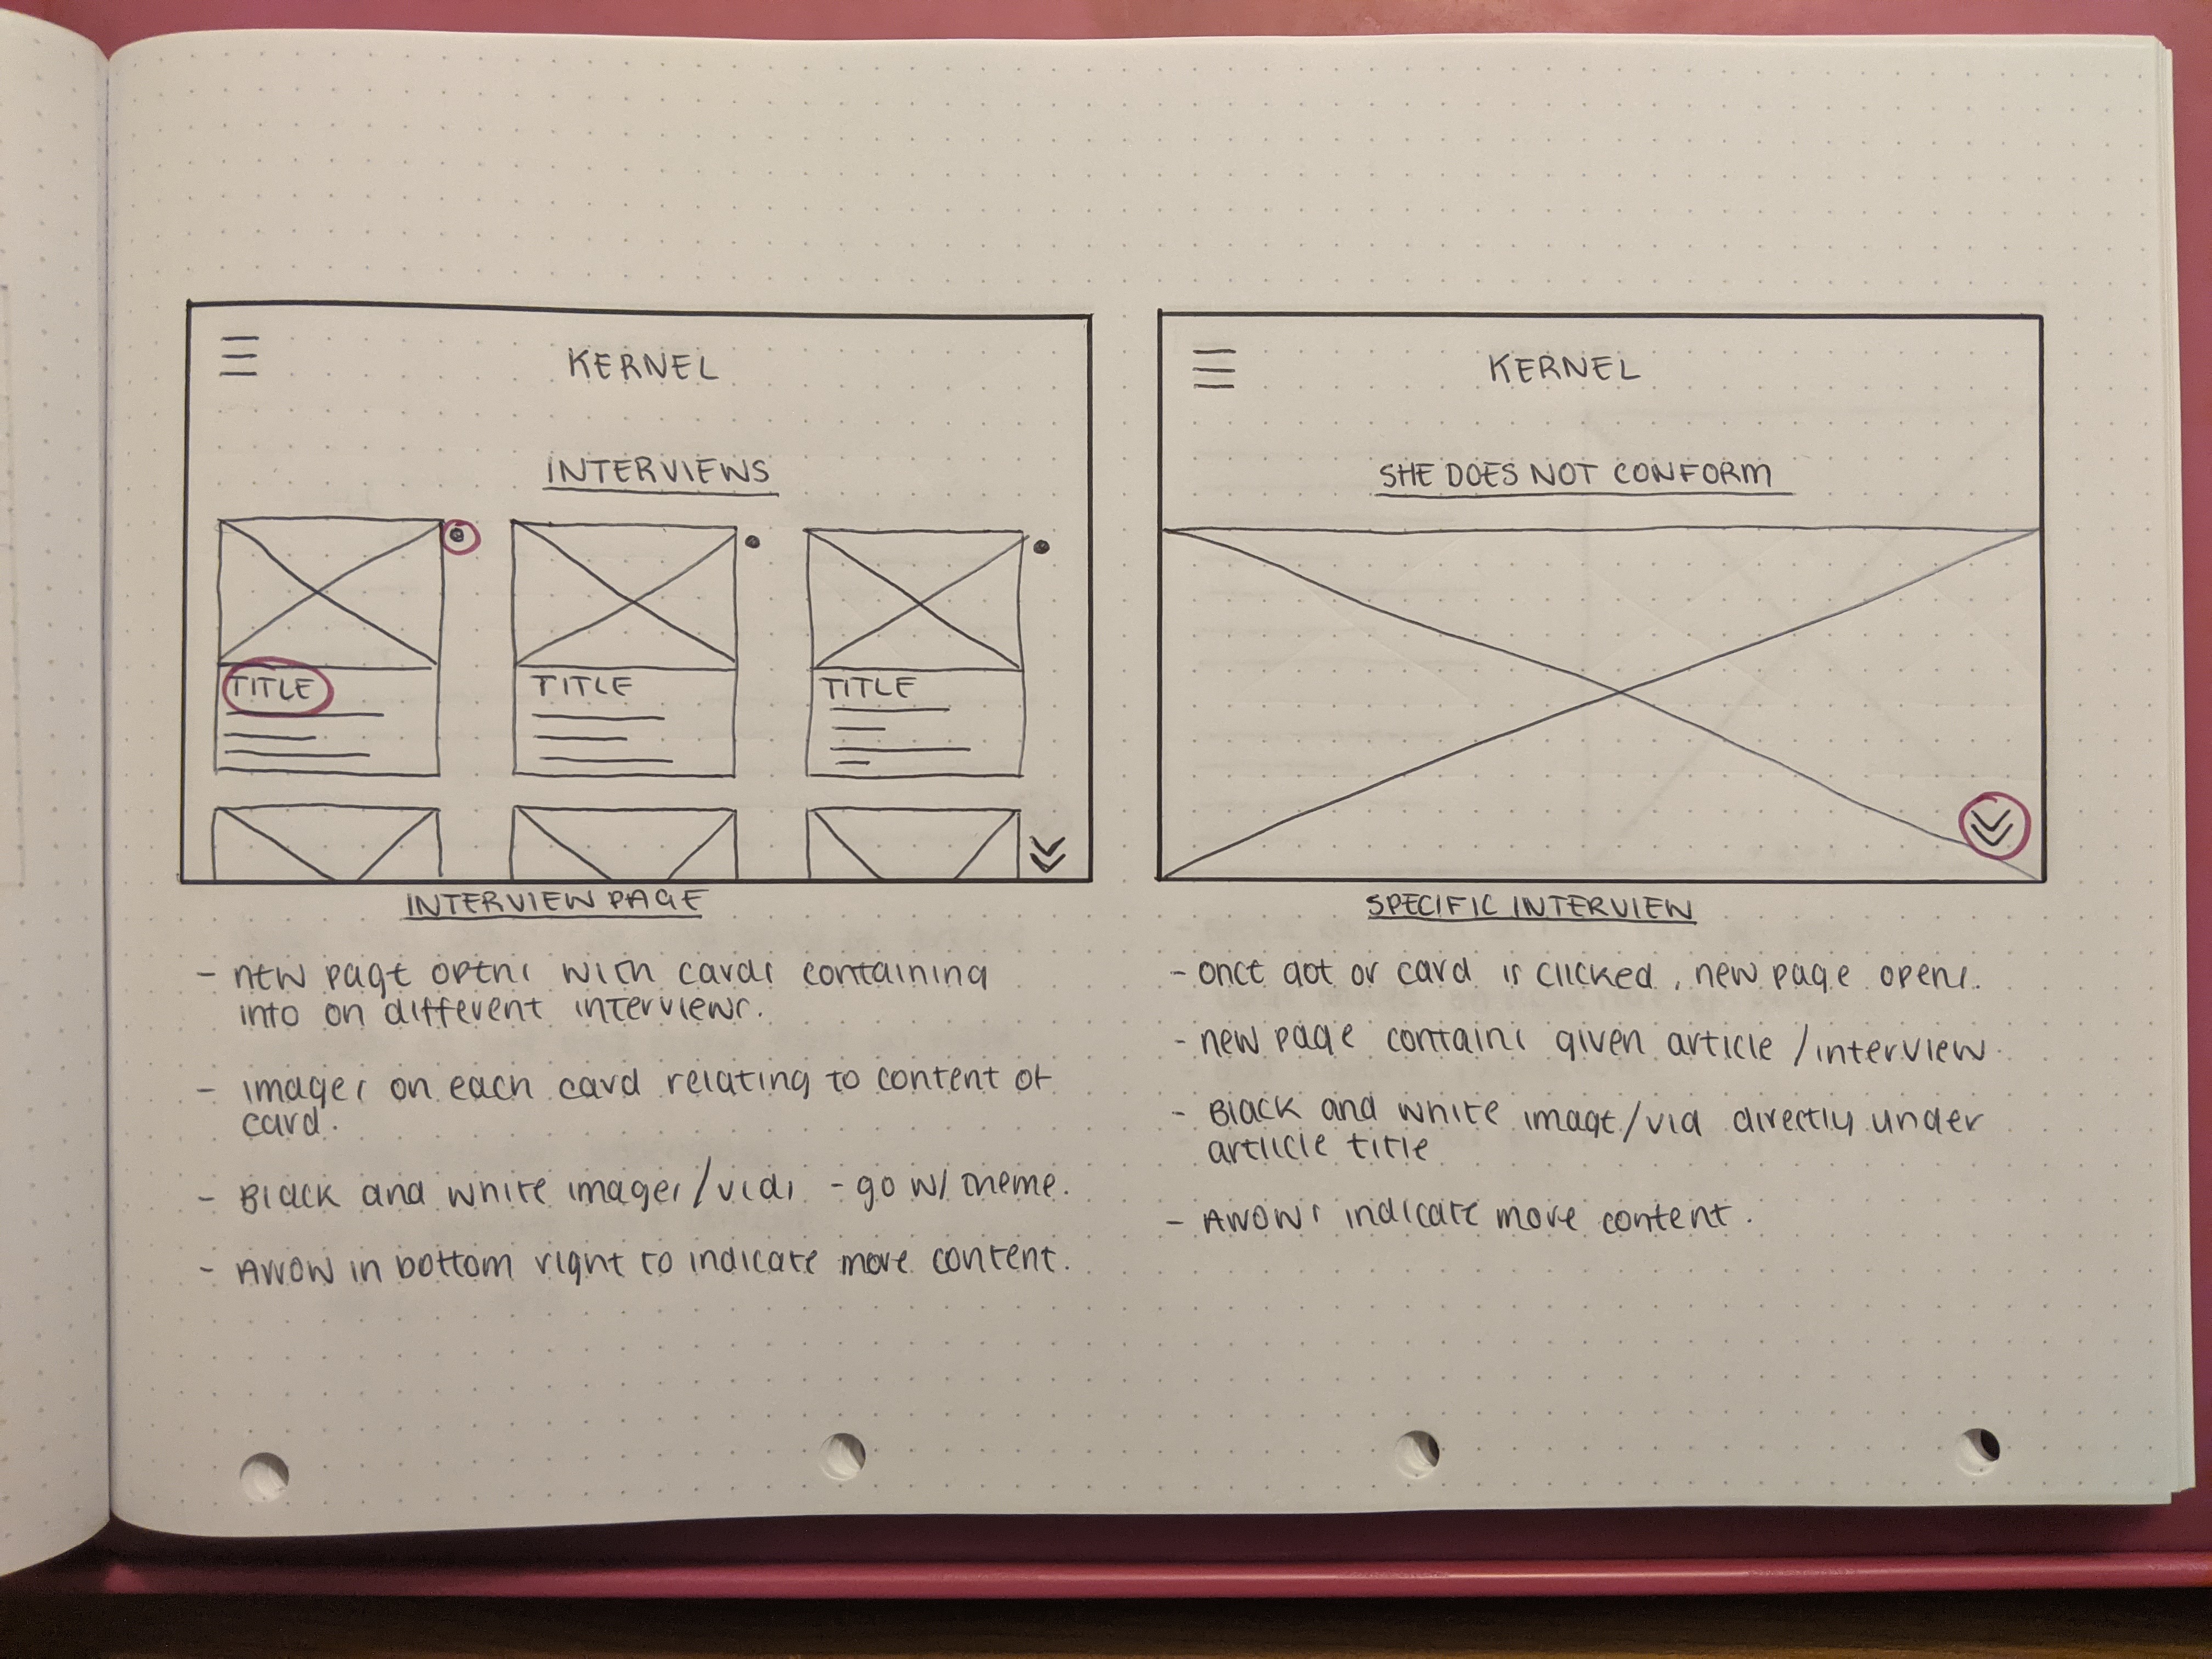 KERNEL
INTERVIEWS
TITLE
TITLE
TITLE
INTERVIEW PAGE
- new page opens with cards containing
info on different interviews.
- images on each card relating to content of
card.
- Black and white images/vids - go w/ theme.
- Arrow in bottom right to indicate more content.
KERNEL
SHE DOES NOT CONFORM
SPECIFIC INTERVIEW
- once dot or card is clicked, new page opens.
- new page contains given article/interview.
- Black and white image/vid directly under
article title
- Arrows indicate more content.